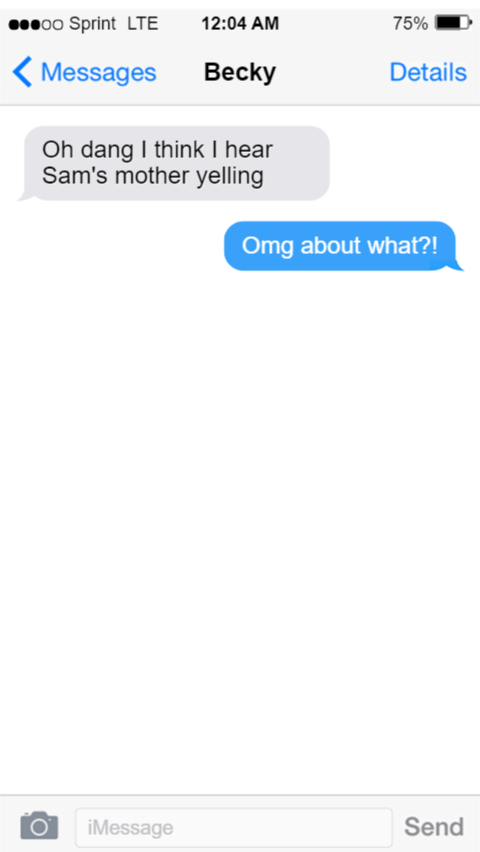 Sprint LTE 12:04 AM 75%
Messages Becky Details
Oh dang I think I hear
Sam's mother yelling
Omg about what?!
iMessage Send